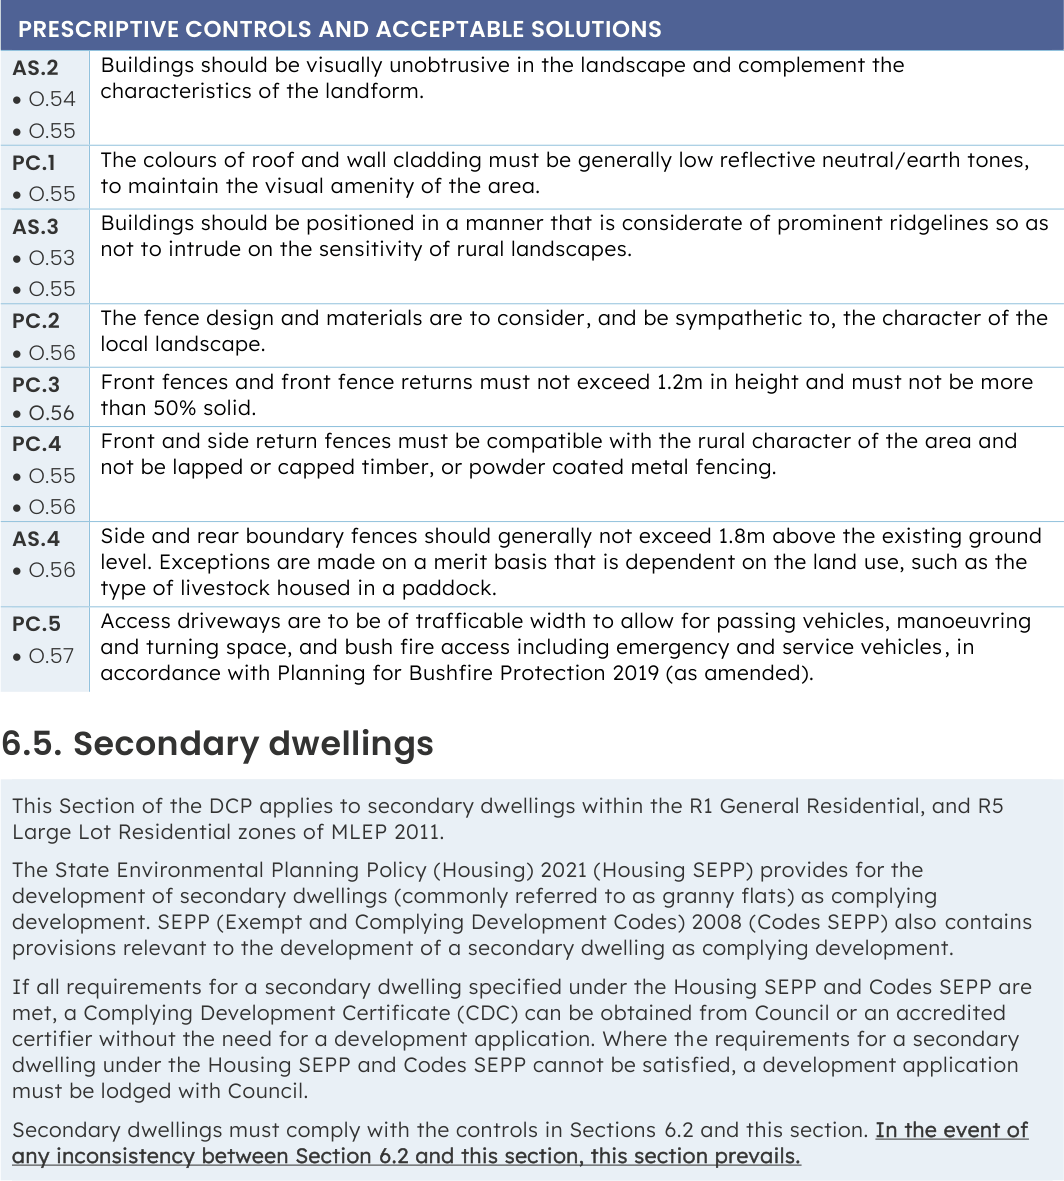 PRESCRIPTIVE CONTROLS AND ACCEPTABLE SOLUTIONS
AS.2
• O.54
• O.55
Buildings should be visually unobtrusive in the landscape and complement the
characteristics of the landform.
PC.1
• O.55
The colours of roof and wall cladding must be generally low reflective neutral/earth tones,
to maintain the visual amenity of the area.
AS.3
• O.53
• O.55
Buildings should be positioned in a manner that is considerate of prominent ridgelines so as
not to intrude on the sensitivity of rural landscapes.
PC.2
• O.56
The fence design and materials are to consider, and be sympathetic to, the character of the
local landscape.
PC.3
• O.56
Front fences and front fence returns must not exceed 1.2m in height and must not be more
than 50% solid.
PC.4
• O.55
• O.56
Front and side return fences must be compatible with the rural character of the area and
not be lapped or capped timber, or powder coated metal fencing.
AS.4
• O.56
Side and rear boundary fences should generally not exceed 1.8m above the existing ground
level. Exceptions are made on a merit basis that is dependent on the land use, such as the
type of livestock housed in a paddock.
PC.5
• O.57
Access driveways are to be of trafficable width to allow for passing vehicles, manoeuvring
and turning space, and bush fire access including emergency and service vehicles, in
accordance with Planning for Bushfire Protection 2019 (as amended).
6.5. Secondary dwellings
This Section of the DCP applies to secondary dwellings within the R1 General Residential, and R5
Large Lot Residential zones of MLEP 2011.
The State Environmental Planning Policy (Housing) 2021 (Housing SEPP) provides for the
development of secondary dwellings (commonly referred to as granny flats) as complying
development. SEPP (Exempt and Complying Development Codes) 2008 (Codes SEPP) also contains
provisions relevant to the development of a secondary dwelling as complying development.
If all requirements for a secondary dwelling specified under the Housing SEPP and Codes SEPP are
met, a Complying Development Certificate (CDC) can be obtained from Council or an accredited
certifier without the need for a development application. Where the requirements for a secondary
dwelling under the Housing SEPP and Codes SEPP cannot be satisfied, a development application
must be lodged with Council.
Secondary dwellings must comply with the controls in Sections 6.2 and this section. In the event of
any inconsistency between Section 6.2 and this section, this section prevails.